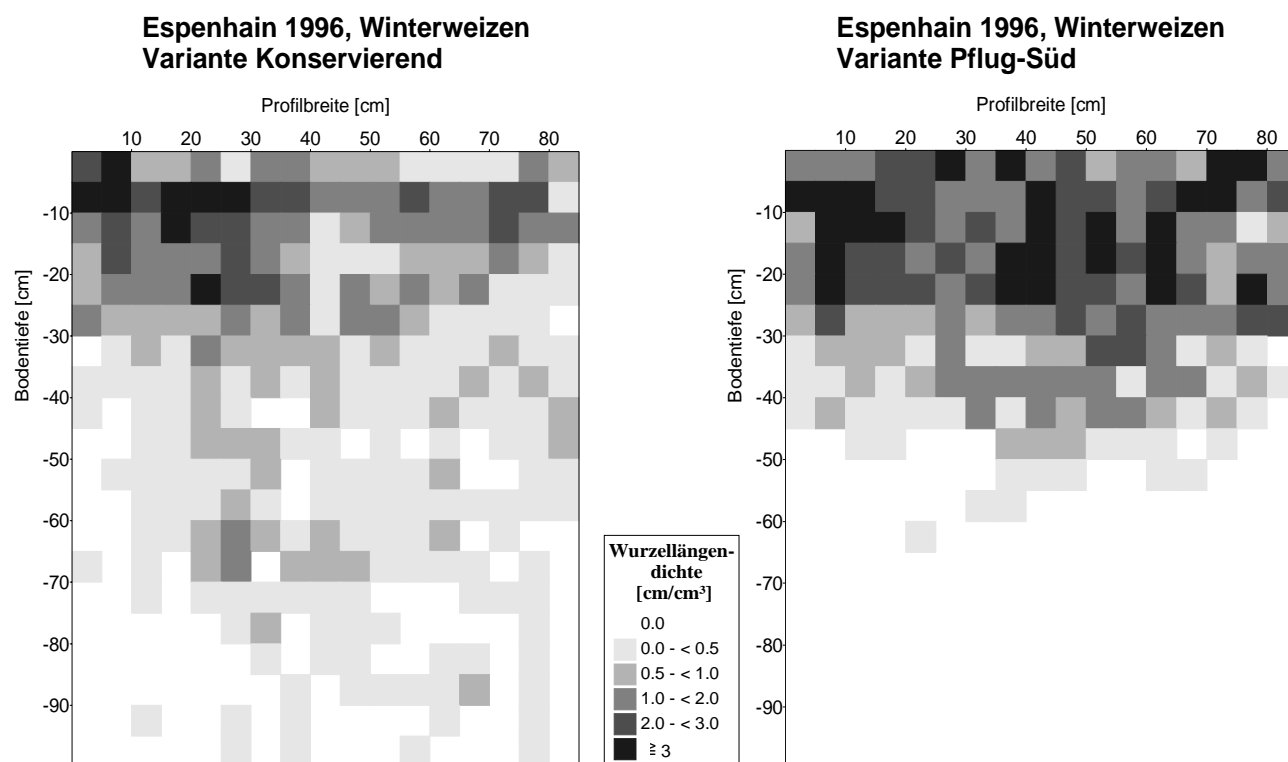 Espenhain 1996, Winterweizen
Variante Konservierend
Profilbreite [cm]
10 20 30 40 50 60 70 80
Bodentiefe [cm]
-10
-20
-30
-40
-50
-60
-70
-80
-90
Wurzellängen-
dichte
[cm/cm³]
0.0
0.0 - < 0.5
0.5 - < 1.0
1.0 - < 2.0
2.0 - < 3.0
≧ 3
Espenhain 1996, Winterweizen
Variante Pflug-Süd
Profilbreite [cm]
10 20 30 40 50 60 70 80
Bodentiefe [cm]
-10
-20
-30
-40
-50
-60
-70
-80
-90